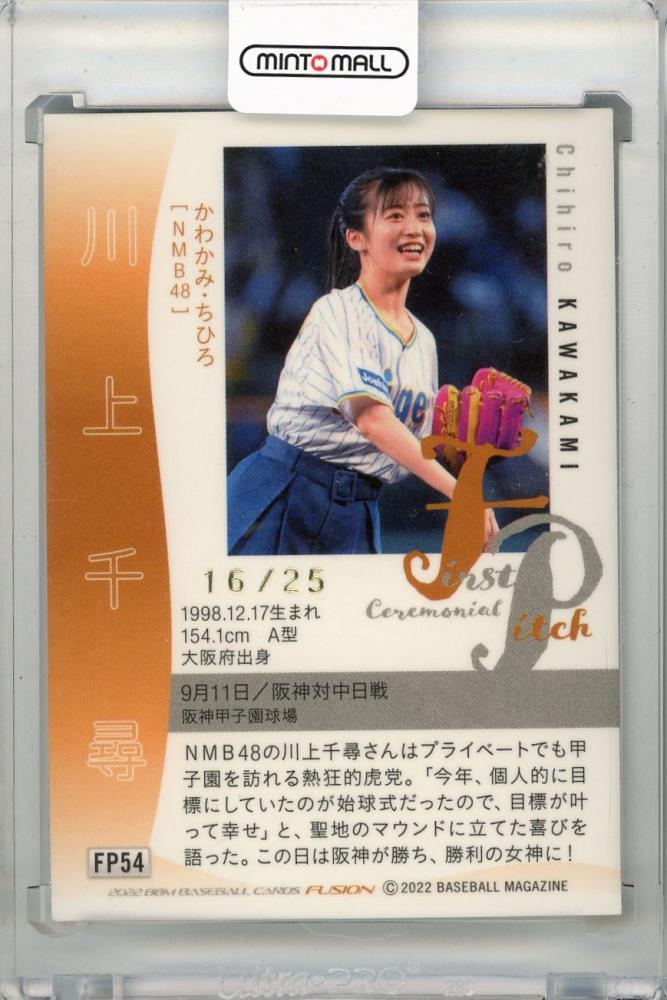 MINT MALL
川上千尋
かわかみ・ちひろ
[NMB48]
Chihiro KAWAKAMI
First
Ceremonial
Pitch
16/25
1998.12.17生まれ
154.1cm A型
大阪府出身
9月11日／阪神対中日戦
阪神甲子園球場
NMB48の川上千尋さんはプライベートでも甲
子園を訪れる熱狂的虎党。「今年、個人的に目
標にしていたのが始球式だったので、目標が叶
って幸せ」と、聖地のマウンドに立てた喜びを
語った。この日は阪神が勝ち、勝利の女神に！
FP54
2022 BBM BASEBALL CARDS FUSION ©2022 BASEBALL MAGAZINE
Ultra•PRO